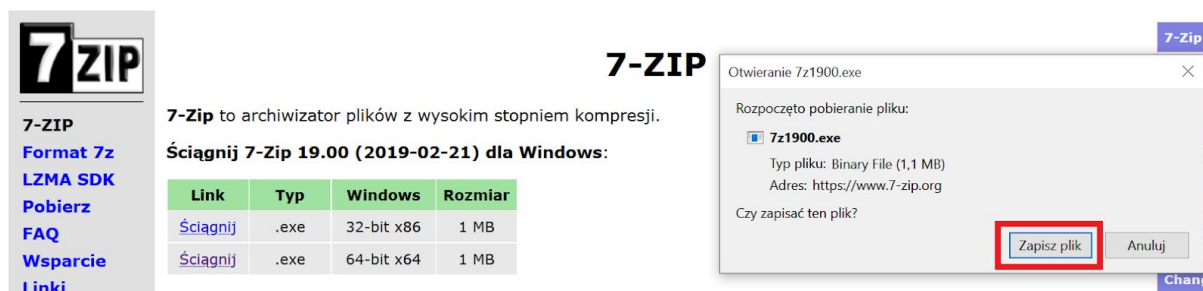 7ZIP
7-ZIP
Format 7z
LZMA SDK
Pobierz
FAQ
Wsparcie
Linki
7-ZIP
7-Zip to archiwizator plików z wysokim stopniem kompresji.
Ściągnij 7-Zip 19.00 (2019-02-21) dla Windows:
Link Typ Windows Rozmiar
Ściągnij .exe 32-bit x86 1 MB
Ściągnij .exe 64-bit x64 1 MB
7-Zip
Otwieranie 7z1900.exe
Rozpoczęto pobieranie pliku:
7z1900.exe
Typ pliku: Binary File (1,1 MB)
Adres: https://www.7-zip.org
Czy zapisać ten plik?
Zapisz plik Anuluj